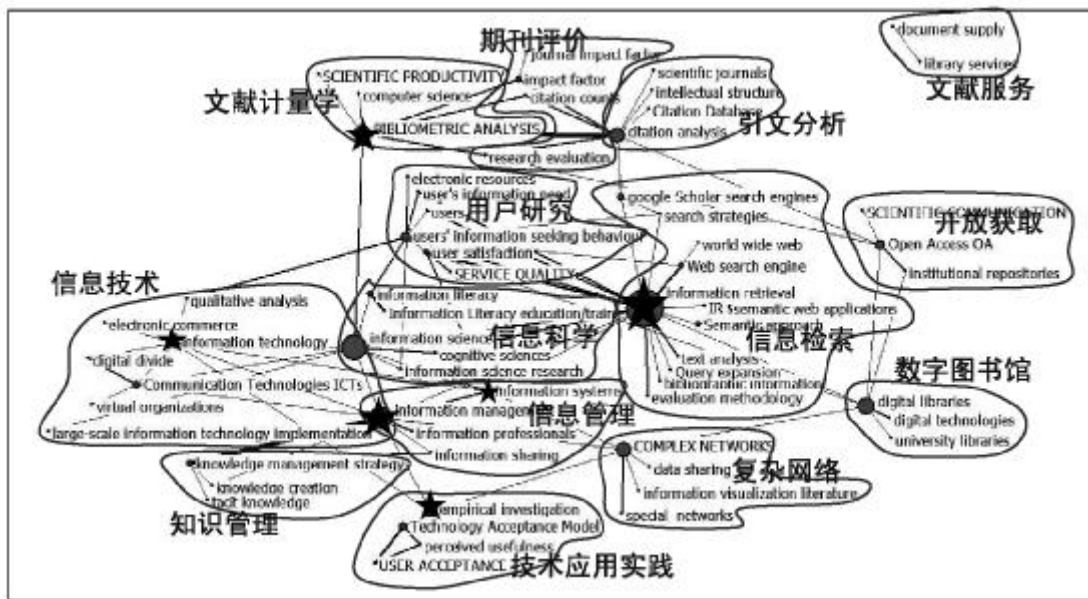 期刊评价
journal impact factor
SCIENTIFIC PRODUCTIVITY
impact factor
computer science
citation counts
文献计量学
BIBLIOMETRIC ANALYSIS
research evaluation
scientific journals
intellectual structure
Citation Database
citation analysis
引文分析
document supply
library services
文献服务
electronic resources
user's information need
users
用户研究
users' information seeking behaviour
user satisfaction
SERVICE QUALITY
google Scholar search engines
search strategies
world wide web
Web search engine
information retrieval
semantic web applications
Semantic approach
信息检索
text analysis
Query expansion
bibliographic information
evaluation methodology
SCIENTIFIC COMMUNICATION
开放获取
Open Access OA
institutional repositories
信息技术
qualitative analysis
electronic commerce
information technology
digital divide
Communication Technologies ICTs
virtual organizations
large-scale information technology implementation
information literacy
Information Literacy education/train
information science
信息科学
cognitive sciences
information science research
information systems
information management
信息管理
information professionals
information sharing
数字图书馆
digital libraries
digital technologies
university libraries
knowledge management strategy
knowledge creation
tacit knowledge
知识管理
COMPLEX NETWORKS
data sharing
复杂网络
information visualization literature
special networks
empirical investigation
Technology Acceptance Model
perceived usefulness
USER ACCEPTANCE
技术应用实践